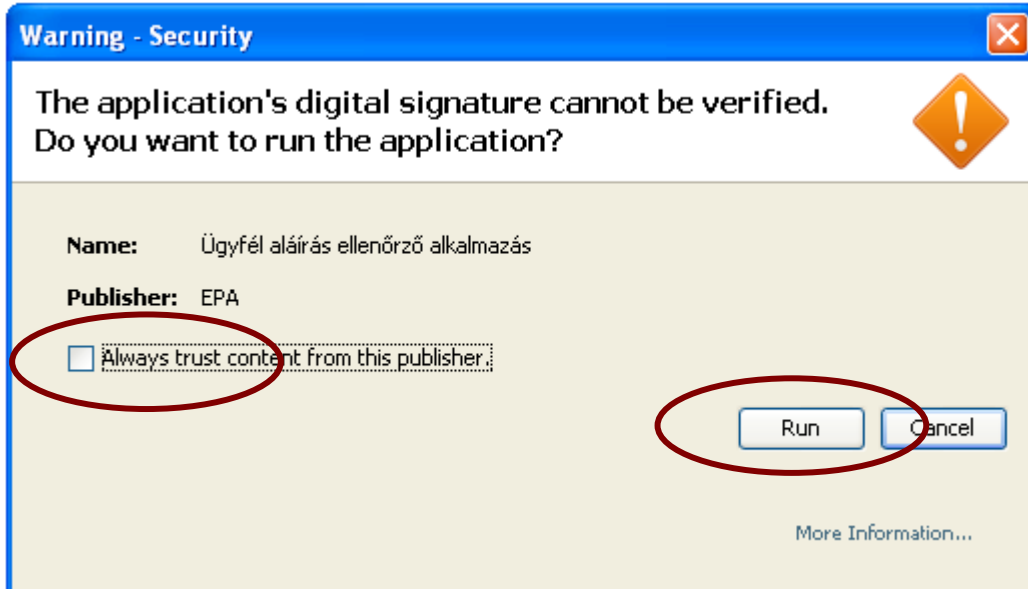 Warning - Security
The application's digital signature cannot be verified.
Do you want to run the application?
Name: Ügyfél aláírás ellenőrző alkalmazás
Publisher: EPA
Always trust content from this publisher.
Run Cancel
More Information...